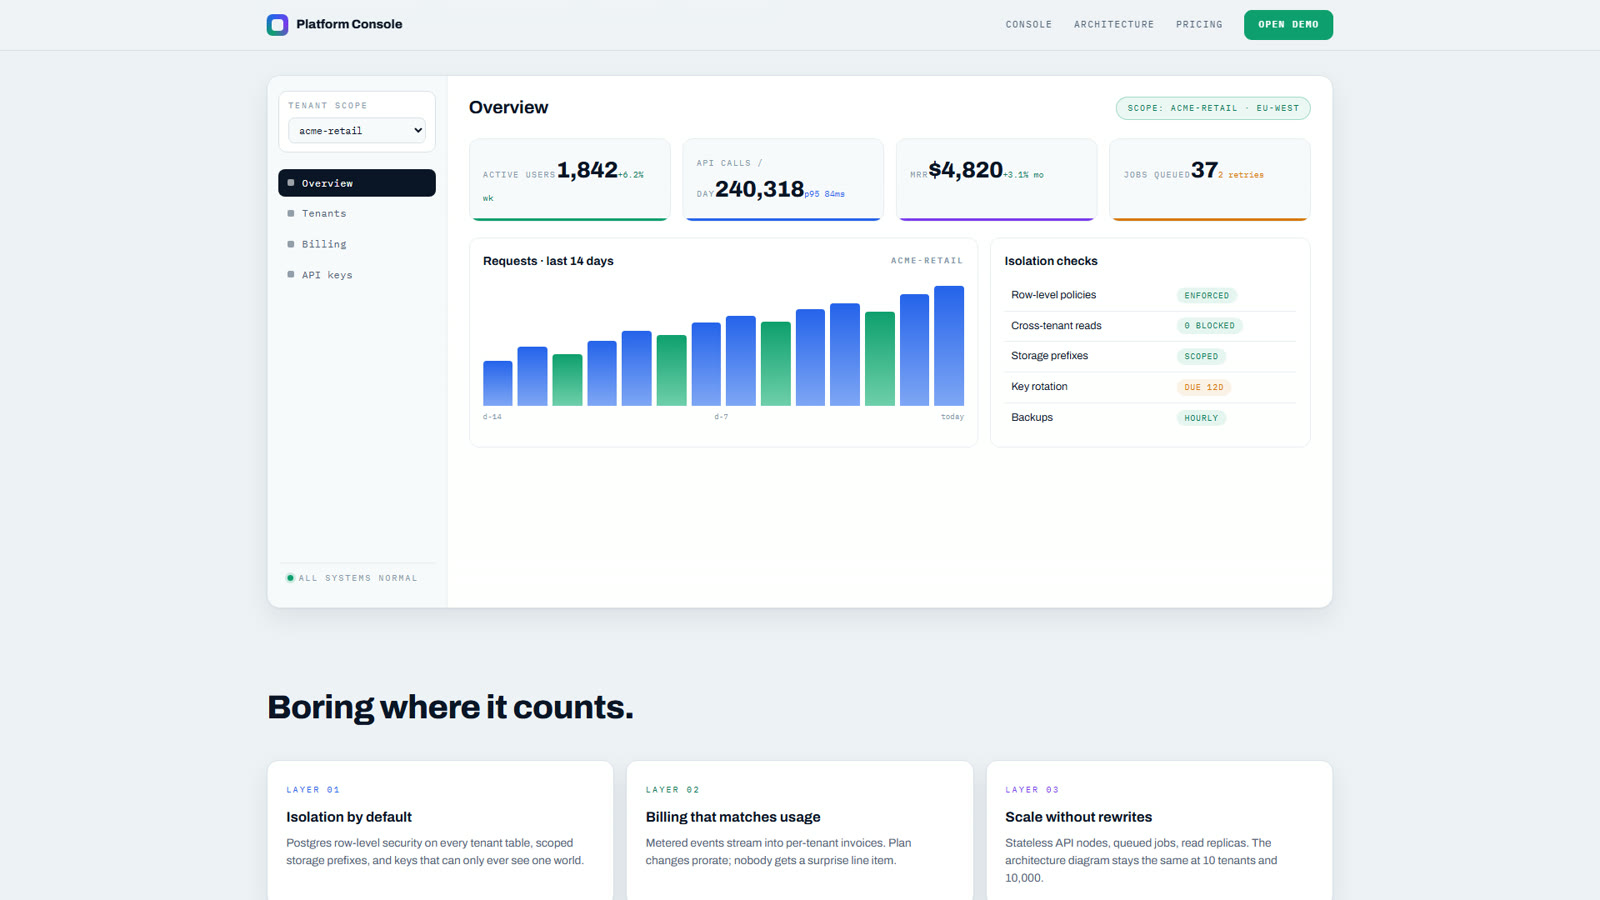 Platform Console
CONSOLE
ARCHITECTURE
PRICING
OPEN DEMO
TENANT SCOPE
acme-retail
Overview
Tenants
Billing
API keys
ALL SYSTEMS NORMAL
Overview
SCOPE: ACME-RETAIL · EU-WEST
ACTIVE USERS 1,842 +6.2%
wk
API CALLS /
DAY 240,318 p95 84ms
MRR $4,820 +3.1% mo
JOBS QUEUED 37 2 retries
Requests · last 14 days
ACME-RETAIL
d-14
d-7
today
Isolation checks
Row-level policies ENFORCED
Cross-tenant reads 0 BLOCKED
Storage prefixes SCOPED
Key rotation DUE 12D
Backups HOURLY
Boring where it counts.
LAYER 01
Isolation by default
Postgres row-level security on every tenant table, scoped
storage prefixes, and keys that can only ever see one world.
LAYER 02
Billing that matches usage
Metered events stream into per-tenant invoices. Plan
changes prorate; nobody gets a surprise line item.
LAYER 03
Scale without rewrites
Stateless API nodes, queued jobs, read replicas. The
architecture diagram stays the same at 10 tenants and
10,000.